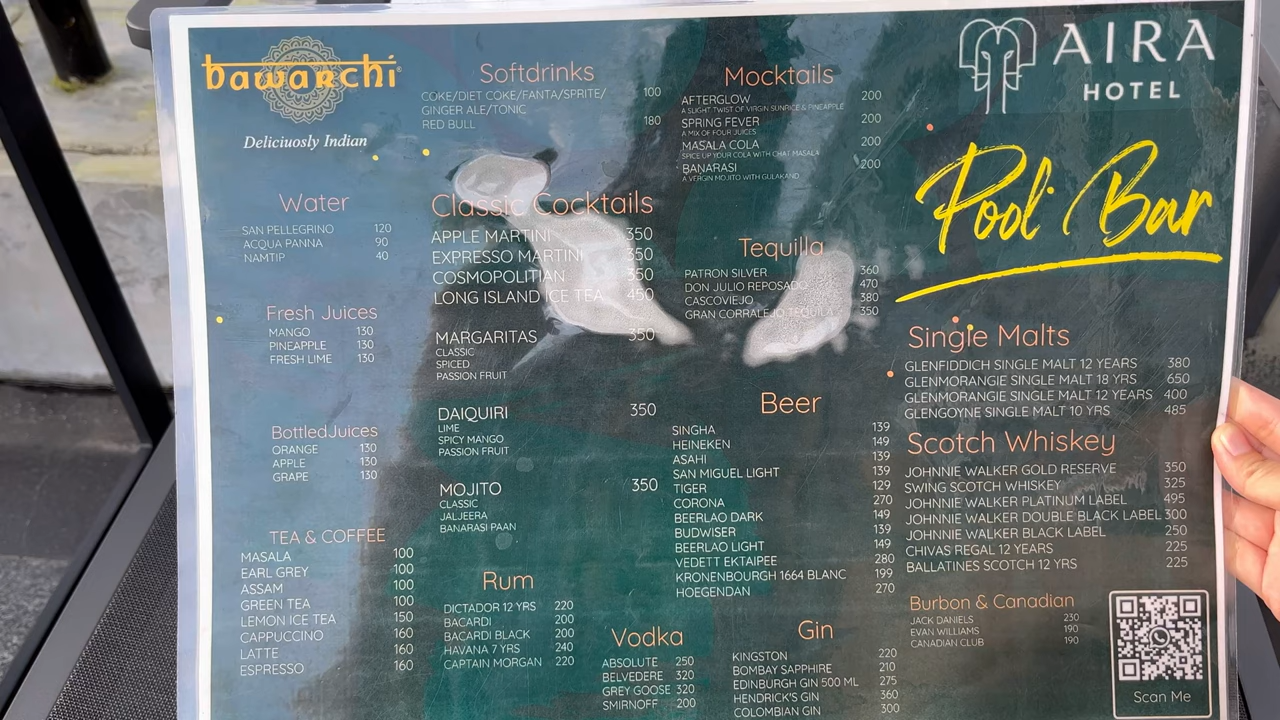 bawarchi
Deliciuosly Indian
Water
SAN PELLEGRINO 120
ACQUA PANNA 90
NAMTIP 40
Fresh Juices
MANGO 130
PINEAPPLE 130
FRESH LIME 130
BottledJuices
ORANGE 130
APPLE 130
GRAPE 130
TEA & COFFEE
MASALA 100
EARL GREY 100
ASSAM 100
GREEN TEA 100
LEMON ICE TEA 150
CAPPUCCINO 160
LATTE 160
ESPRESSO 160
Softdrinks
COKE/DIET COKE/FANTA/SPRITE/ 100
GINGER ALE/TONIC
RED BULL 180
Classic Cocktails
APPLE MARTINI 350
EXPRESSO MARTINI 350
COSMOPOLITIAN 350
LONG ISLAND ICE TEA 450
MARGARITAS 350
CLASSIC
SPICED
PASSION FRUIT
DAIQUIRI 350
LIME
SPICY MANGO
PASSION FRUIT
MOJITO 350
CLASSIC
JALJEERA
BANARASI PAAN
Rum
DICTADOR 12 YRS 220
BACARDI 200
BACARDI BLACK 200
HAVANA 7 YRS 240
CAPTAIN MORGAN 220
Mocktails
AFTERGLOW 200
A SLIGHT TWIST OF VIRGIN SUNRICE & PINEAPPLE
SPRING FEVER 200
A MIX OF FOUR JUICES
MASALA COLA 200
SPICE UP YOUR COLA WITH CHAT MASALA
BANARASI 200
A VERGIN MOJITO WITH GULAKAND
Tequilla
PATRON SILVER 360
DON JULIO REPOSADO 470
CASCOVIEJO 380
GRAN CORRALEJO TEQUILA 350
Beer
SINGHA 139
HEINEKEN 149
ASAHI 139
SAN MIGUEL LIGHT 139
TIGER 129
CORONA 270
BEERLAO DARK 149
BUDWISER 139
BEERLAO LIGHT 149
VEDETT EKTAIPEE 280
KRONENBOURGH 1664 BLANC 199
HOEGENDAN 270
Vodka
ABSOLUTE 250
BELVEDERE 320
GREY GOOSE 320
SMIRNOFF 200
Gin
KINGSTON 220
BOMBAY SAPPHIRE 210
EDINBURGH GIN 500 ML 275
HENDRICK'S GIN 360
COLOMBIAN GIN 300
AIRA
HOTEL
Pool Bar
Single Malts
GLENFIDDICH SINGLE MALT 12 YEARS 380
GLENMORANGIE SINGLE MALT 18 YRS 650
GLENMORANGIE SINGLE MALT 12 YEARS 400
GLENGOYNE SINGLE MALT 10 YRS 485
Scotch Whiskey
JOHNNIE WALKER GOLD RESERVE 350
SWING SCOTCH WHISKEY 325
JOHNNIE WALKER PLATINUM LABEL 495
JOHNNIE WALKER DOUBLE BLACK LABEL 300
JOHNNIE WALKER BLACK LABEL 250
CHIVAS REGAL 12 YEARS 225
BALLATINES SCOTCH 12 YRS 225
Burbon & Canadian
JACK DANIELS 230
EVAN WILLIAMS 190
CANADIAN CLUB 190
Scan Me